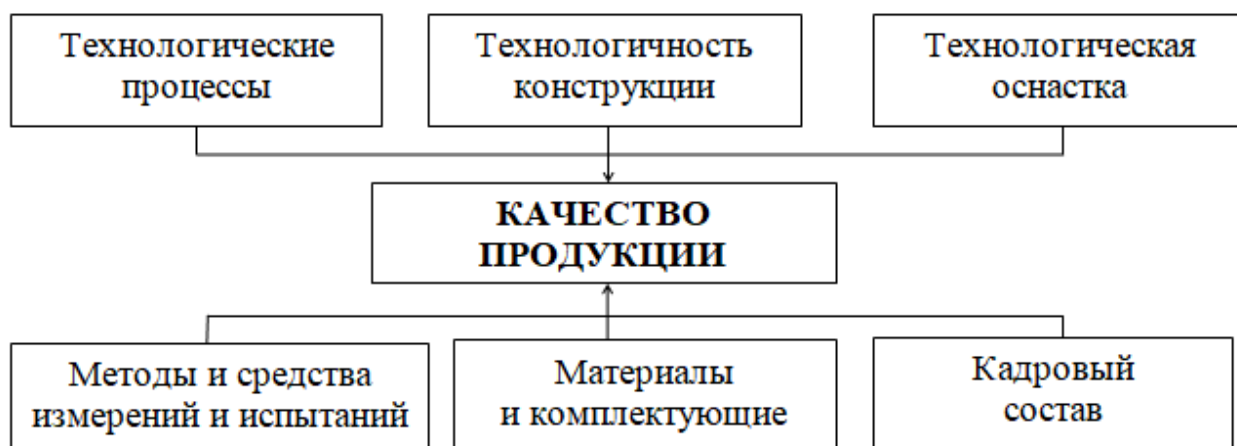 Технологические
процессы
Технологичность
конструкции
Технологическая
оснастка
КАЧЕСТВО
ПРОДУКЦИИ
Методы и средства
измерений и испытаний
Материалы
и комплектующие
Кадровый
состав